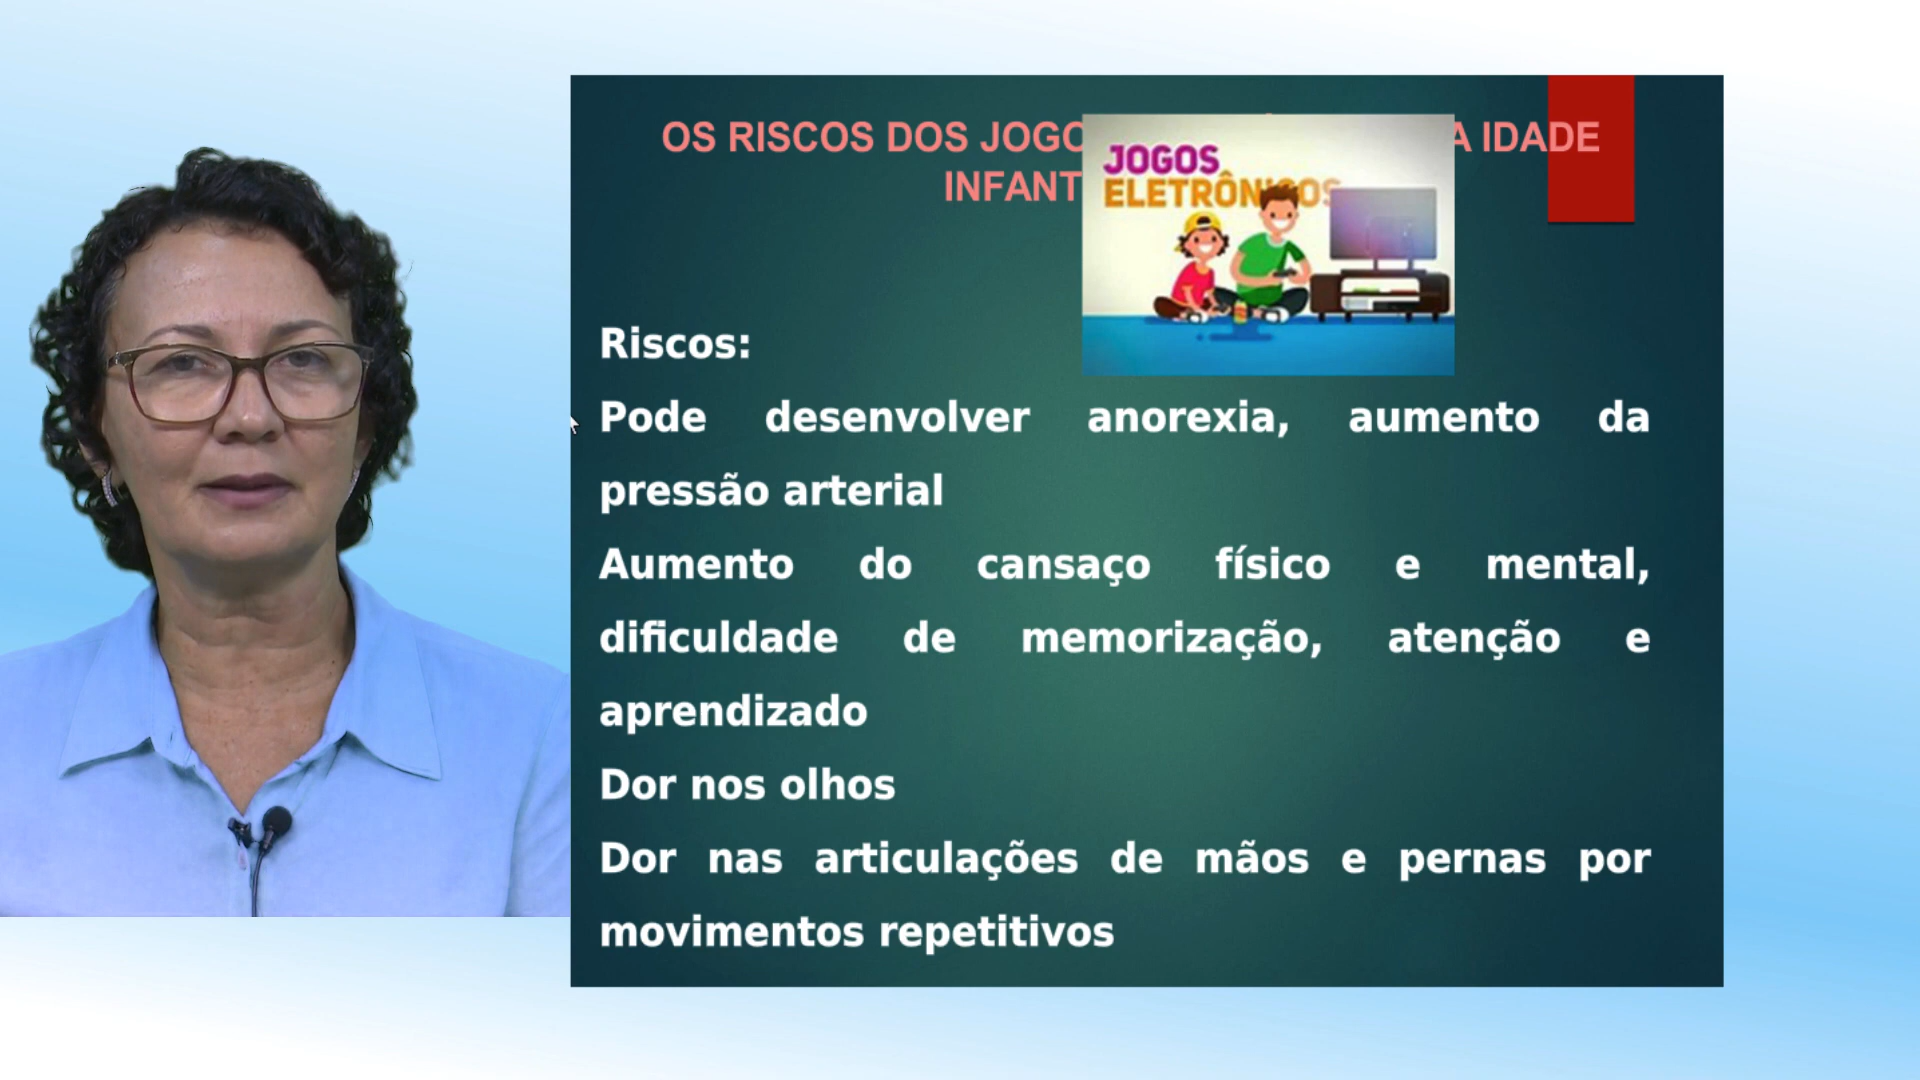 OS RISCOS DOS JOGO A IDADE
INFANT
JOGOS
ELETRÔNICOS
Riscos:
Pode desenvolver anorexia, aumento da
pressão arterial
Aumento do cansaço físico e mental,
dificuldade de memorização, atenção e
aprendizado
Dor nos olhos
Dor nas articulações de mãos e pernas por
movimentos repetitivos